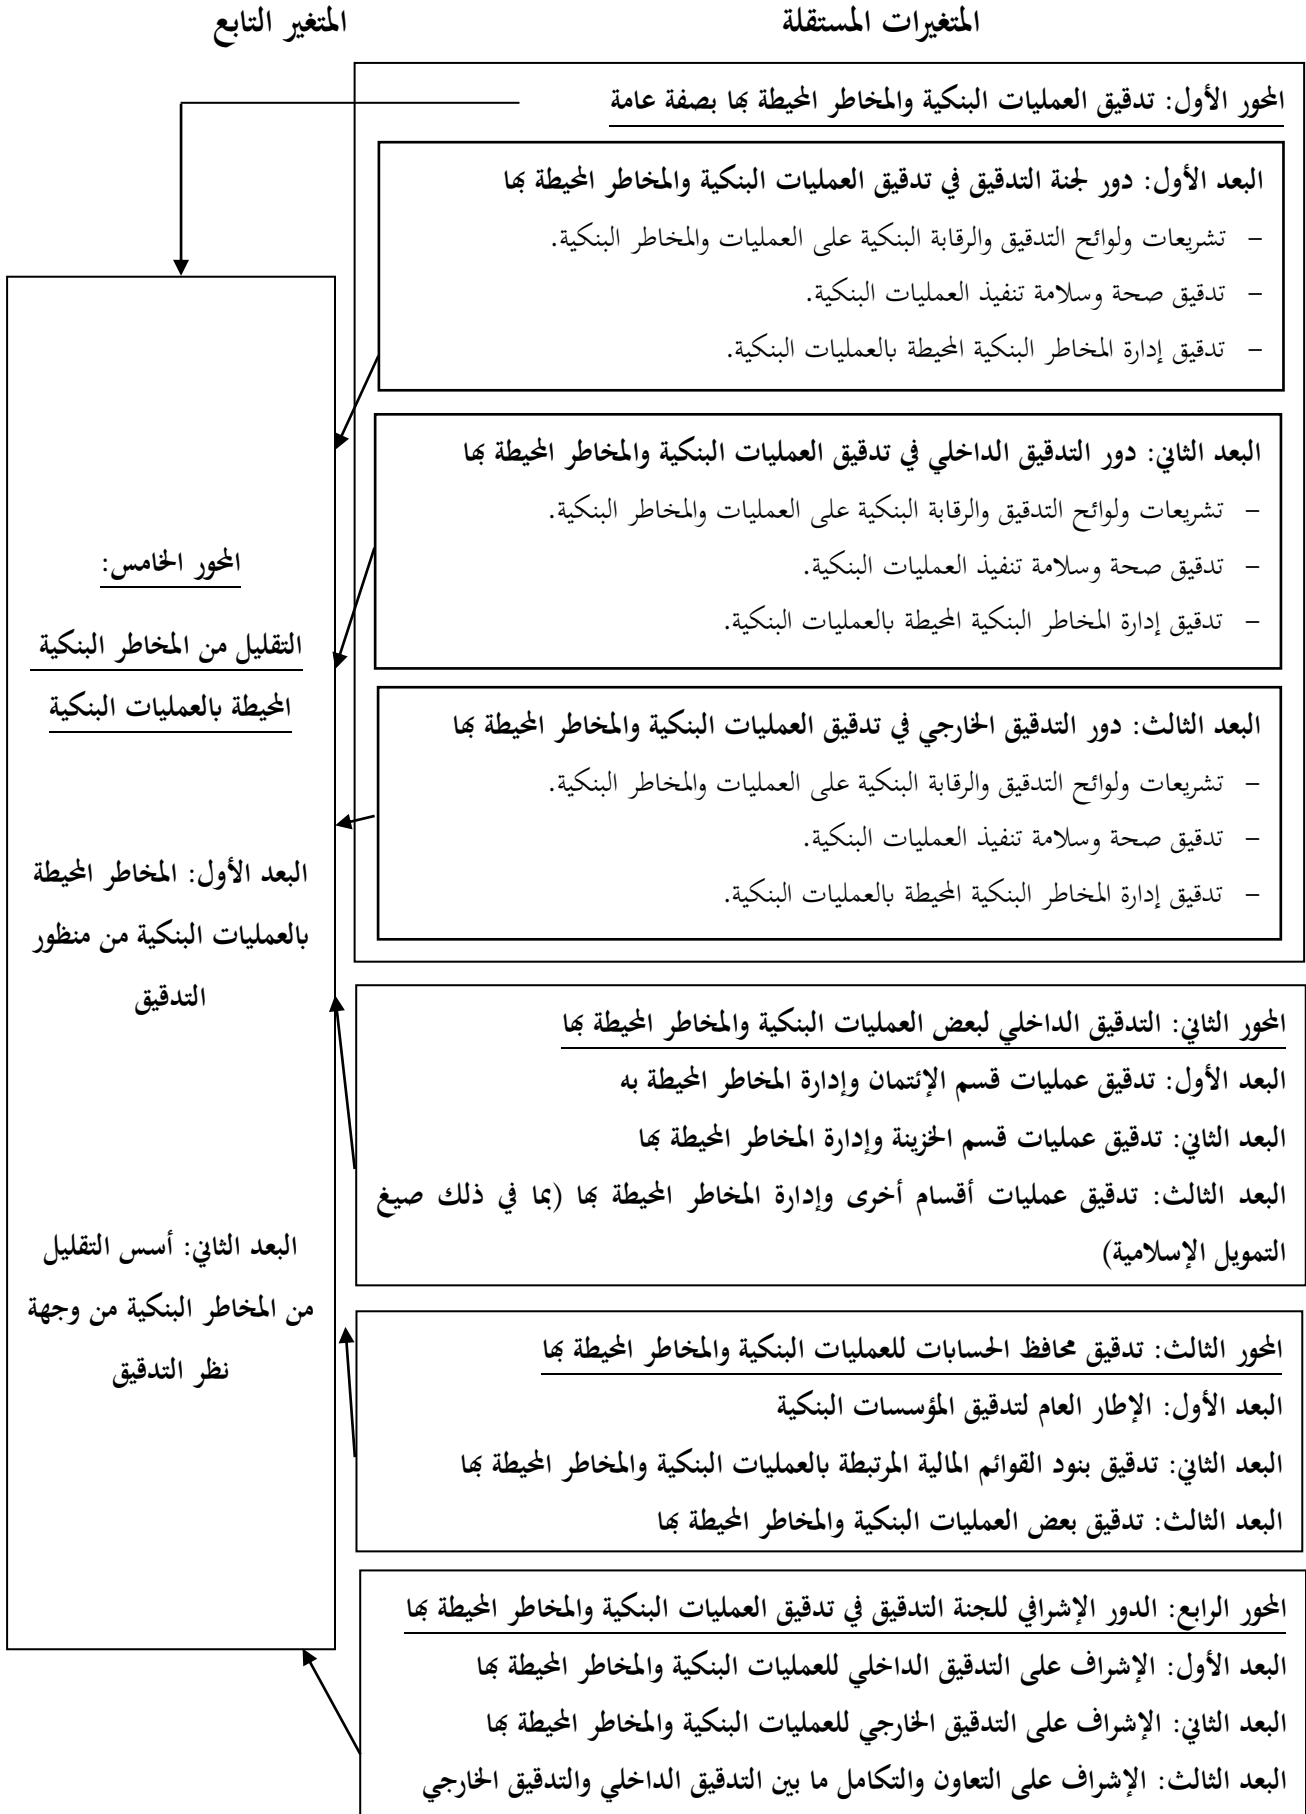 المتغيرات المستقلة
المتغير التابع
المحور الأول: تدقيق العمليات البنكية والمخاطر المحيطة بها بصفة عامة
البعد الأول: دور لجنة التدقيق في تدقيق العمليات البنكية والمخاطر المحيطة بها
- تشريعات ولوائح التدقيق والرقابة البنكية على العمليات والمخاطر البنكية.
- تدقيق صحة وسلامة تنفيذ العمليات البنكية.
- تدقيق إدارة المخاطر البنكية المحيطة بالعمليات البنكية.
البعد الثاني: دور التدقيق الداخلي في تدقيق العمليات البنكية والمخاطر المحيطة بها
- تشريعات ولوائح التدقيق والرقابة البنكية على العمليات والمخاطر البنكية.
- تدقيق صحة وسلامة تنفيذ العمليات البنكية.
- تدقيق إدارة المخاطر البنكية المحيطة بالعمليات البنكية.
البعد الثالث: دور التدقيق الخارجي في تدقيق العمليات البنكية والمخاطر المحيطة بها
- تشريعات ولوائح التدقيق والرقابة البنكية على العمليات والمخاطر البنكية.
- تدقيق صحة وسلامة تنفيذ العمليات البنكية.
- تدقيق إدارة المخاطر البنكية المحيطة بالعمليات البنكية.
المحور الثاني: التدقيق الداخلي لبعض العمليات البنكية والمخاطر المحيطة بها
البعد الأول: تدقيق عمليات قسم الإئتمان وإدارة المخاطر المحيطة به
البعد الثاني: تدقيق عمليات قسم الخزينة وإدارة المخاطر المحيطة بها
البعد الثالث: تدقيق عمليات أقسام أخرى وإدارة المخاطر المحيطة بها (بما في ذلك صيغ
التمويل الإسلامية)
المحور الثالث: تدقيق محافظ الحسابات للعمليات البنكية والمخاطر المحيطة بها
البعد الأول: الإطار العام لتدقيق المؤسسات البنكية
البعد الثاني: تدقيق بنود القوائم المالية المرتبطة بالعمليات البنكية والمخاطر المحيطة بها
البعد الثالث: تدقيق بعض العمليات البنكية والمخاطر المحيطة بها
المحور الرابع: الدور الإشرافي للجنة التدقيق في تدقيق العمليات البنكية والمخاطر المحيطة بها
البعد الأول: الإشراف على التدقيق الداخلي للعمليات البنكية والمخاطر المحيطة بها
البعد الثاني: الإشراف على التدقيق الخارجي للعمليات البنكية والمخاطر المحيطة بها
البعد الثالث: الإشراف على التعاون والتكامل ما بين التدقيق الداخلي والتدقيق الخارجي
المحور الخامس:
التقليل من المخاطر البنكية
المحيطة بالعمليات البنكية
البعد الأول: المخاطر المحيطة
بالعمليات البنكية من منظور
التدقيق
البعد الثاني: أسس التقليل
من المخاطر البنكية من وجهة
نظر التدقيق